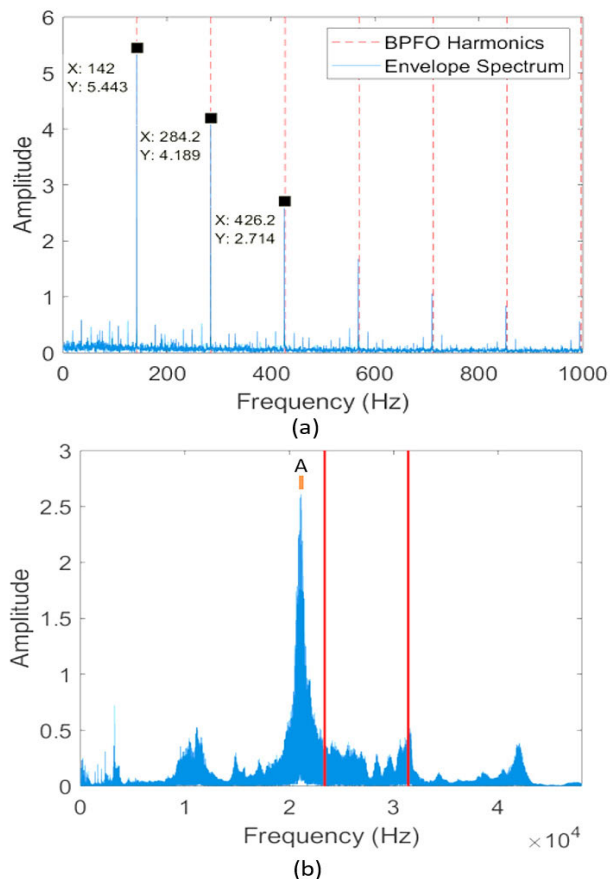 6
5
4
3
2
1
0
Amplitude
X: 142
Y: 5.443
X: 284.2
Y: 4.189
X: 426.2
Y: 2.714
BPFO Harmonics
Envelope Spectrum
0 200 400 600 800 1000
Frequency (Hz)
(a)
3
2.5
2
1.5
1
0.5
0
Amplitude
A
0 1 2 3 4
Frequency (Hz)
×10^4
(b)